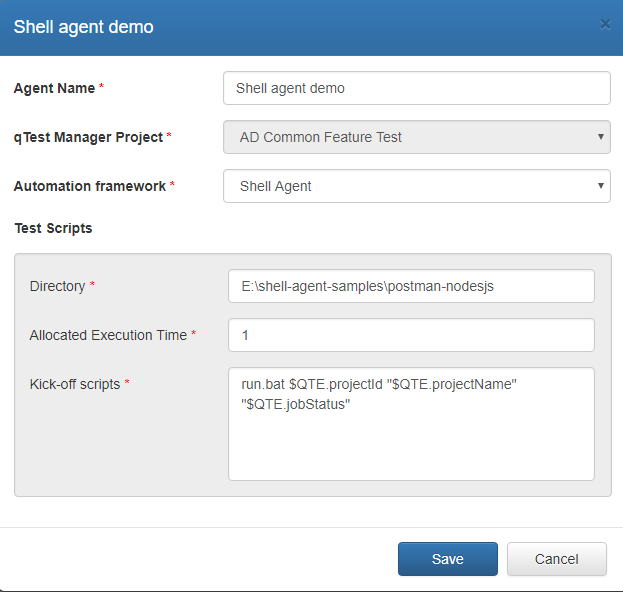 Shell agent demo ×
Agent Name * Shell agent demo
qTest Manager Project * AD Common Feature Test
Automation framework * Shell Agent
Test Scripts
Directory * E:\shell-agent-samples\postman-nodesjs
Allocated Execution Time * 1
Kick-off scripts * run.bat $QTE.projectId "$QTE.projectName"
"$QTE.jobStatus"
Save Cancel